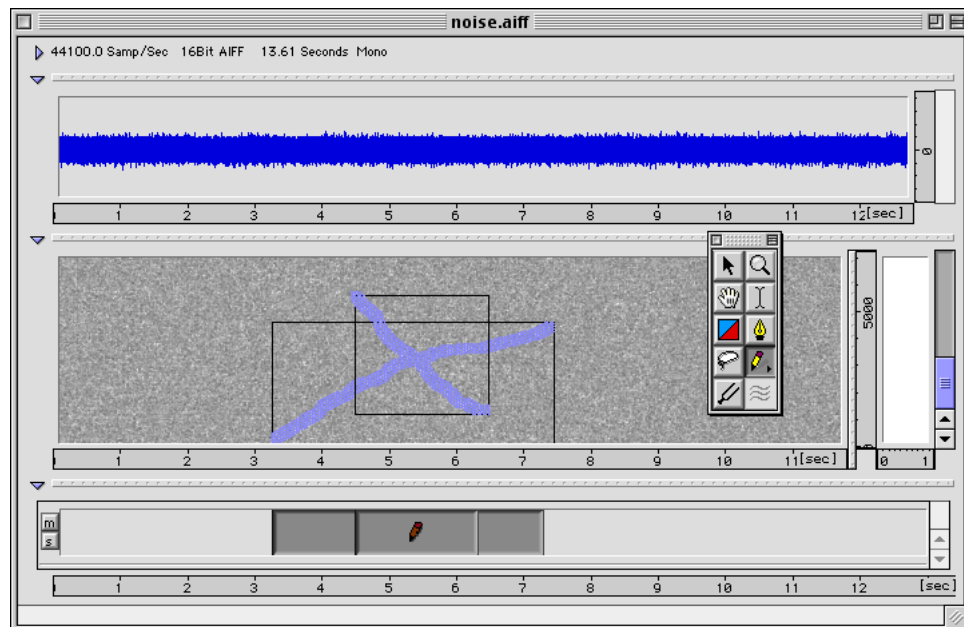 noise.aiff
44100.0 Samp/Sec 16Bit AIFF 13.61 Seconds Mono
0
1 2 3 4 5 6 7 8 9 10 11 12[sec]
5000
0
1 2 3 4 5 6 7 8 9 10 11[sec]
0 1
m
s
1 2 3 4 5 6 7 8 9 10 11 12 [sec]